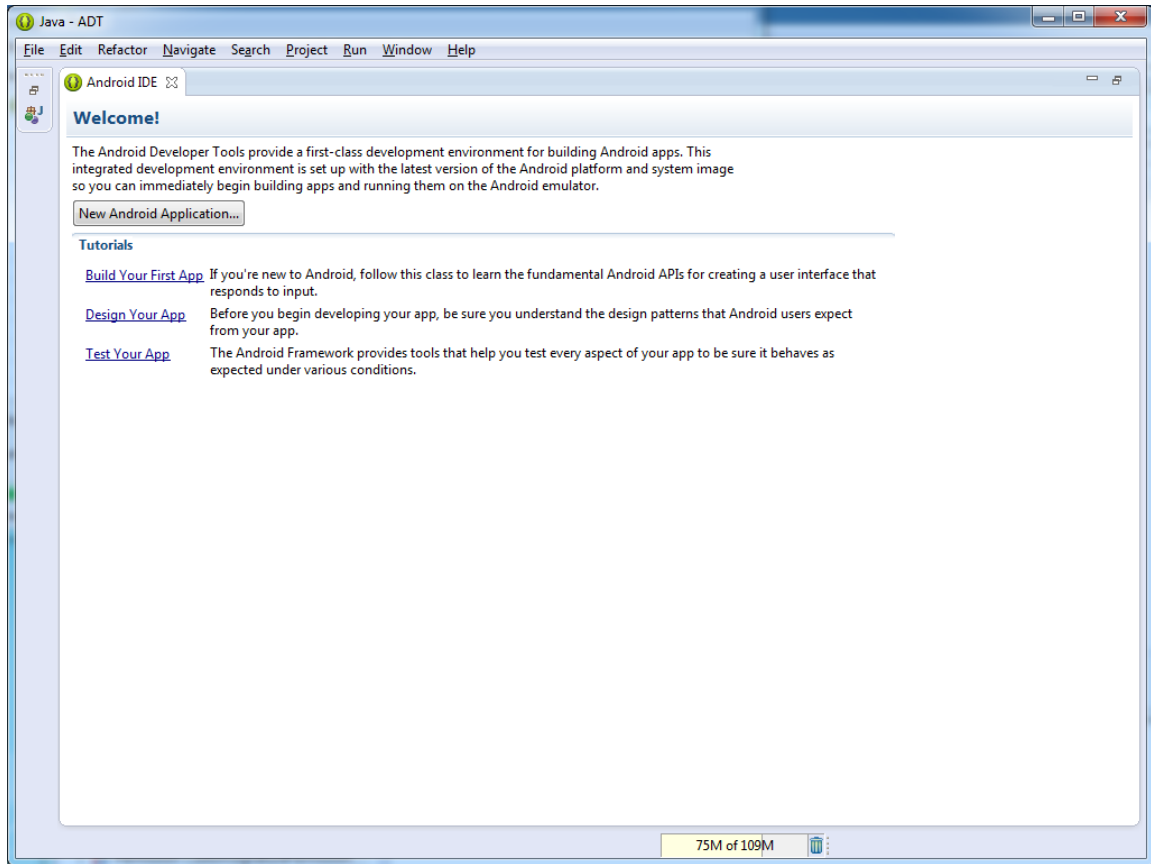 Java - ADT
File Edit Refactor Navigate Search Project Run Window Help
Android IDE
Welcome!
The Android Developer Tools provide a first-class development environment for building Android apps. This
integrated development environment is set up with the latest version of the Android platform and system image
so you can immediately begin building apps and running them on the Android emulator.
New Android Application...
Tutorials
Build Your First App If you're new to Android, follow this class to learn the fundamental Android APIs for creating a user interface that
responds to input.
Design Your App Before you begin developing your app, be sure you understand the design patterns that Android users expect
from your app.
Test Your App The Android Framework provides tools that help you test every aspect of your app to be sure it behaves as
expected under various conditions.
75M of 109M